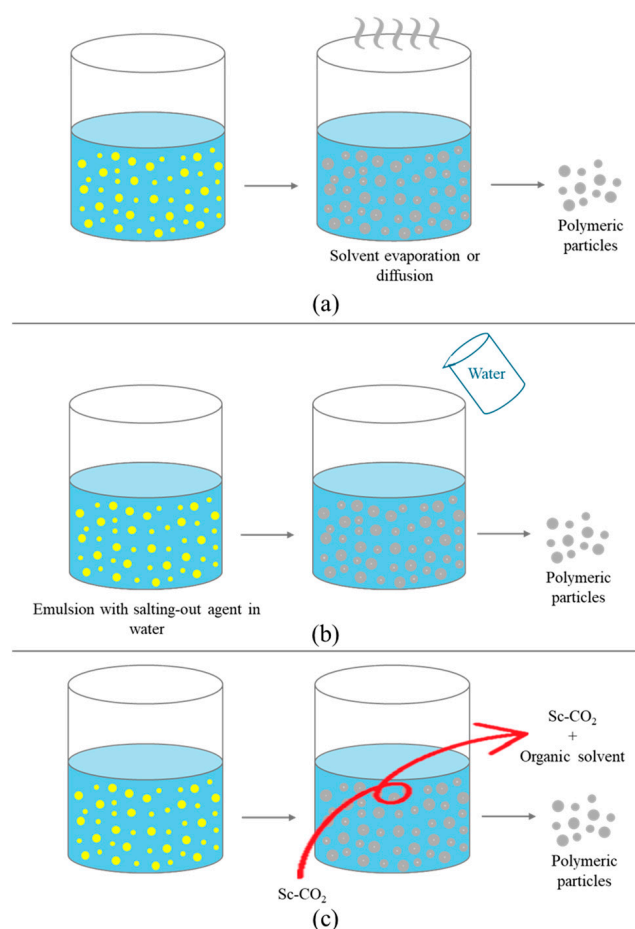 Solvent evaporation or
diffusion
Polymeric
particles
(a)
Water
Emulsion with salting-out agent in
water
Polymeric
particles
(b)
Sc-CO₂
+
Organic solvent
Polymeric
particles
Sc-CO₂
(c)